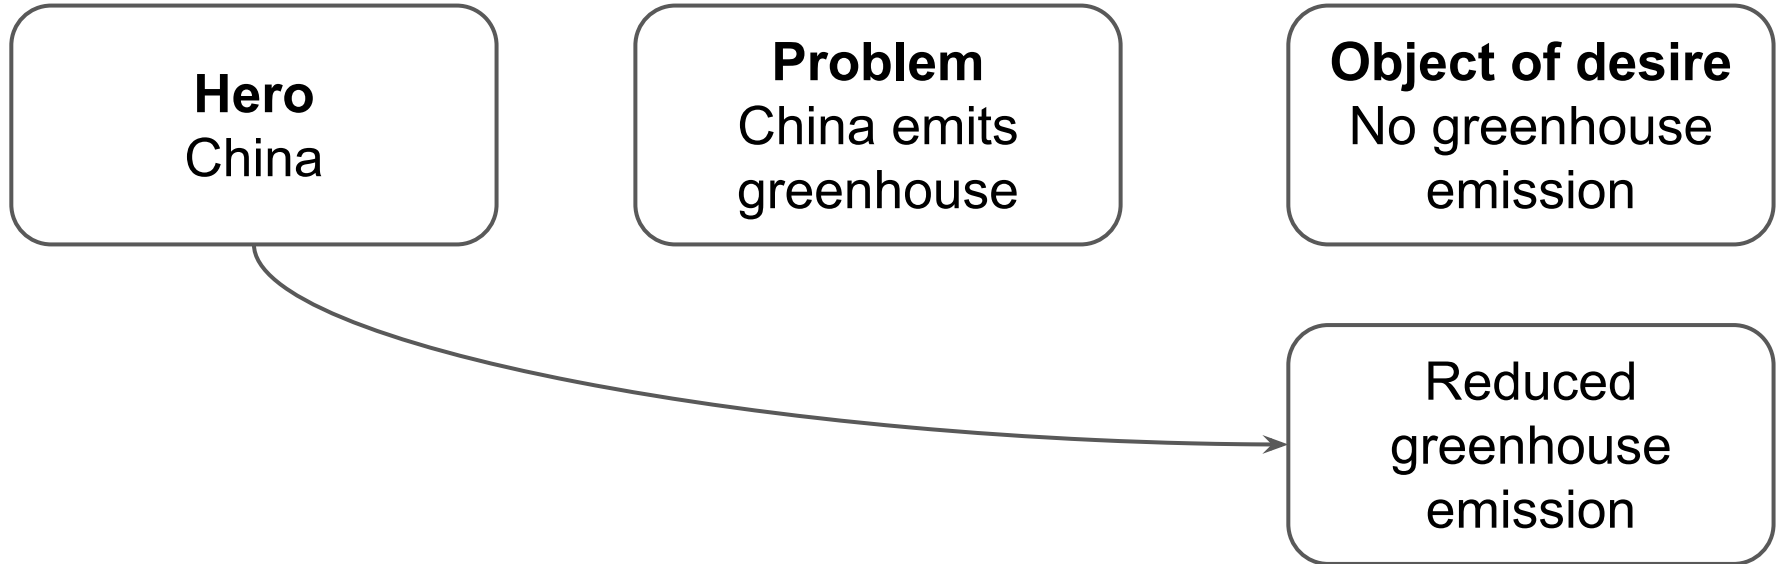 Hero
China
Problem
China emits
greenhouse
Object of desire
No greenhouse
emission
Reduced
greenhouse
emission